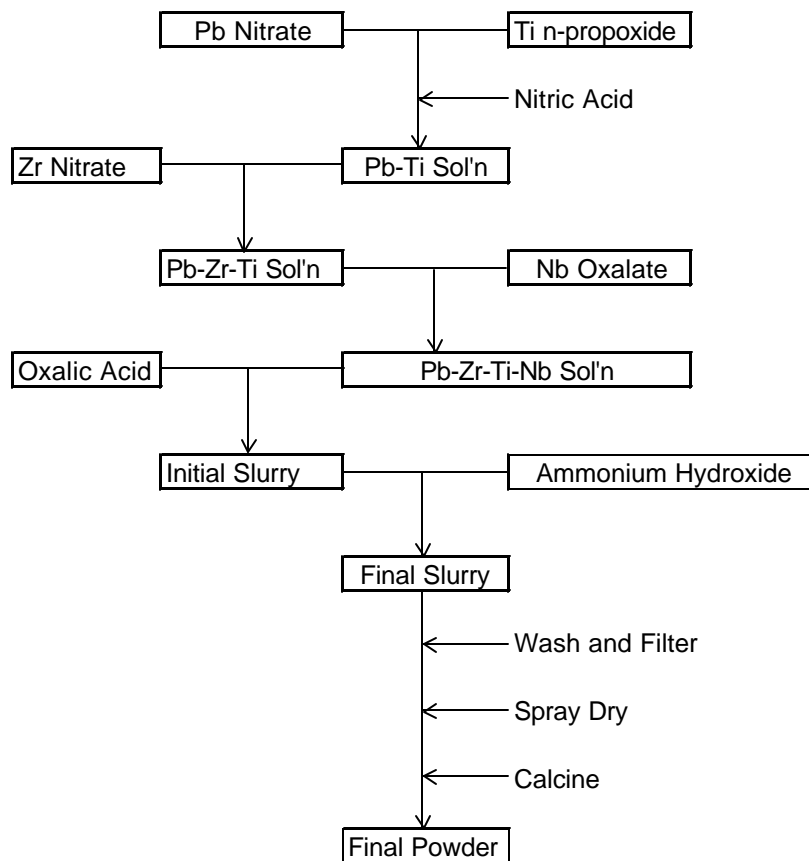 Pb Nitrate
Ti n-propoxide
Nitric Acid
Zr Nitrate
Pb-Ti Sol'n
Pb-Zr-Ti Sol'n
Nb Oxalate
Oxalic Acid
Pb-Zr-Ti-Nb Sol'n
Initial Slurry
Ammonium Hydroxide
Final Slurry
Wash and Filter
Spray Dry
Calcine
Final Powder